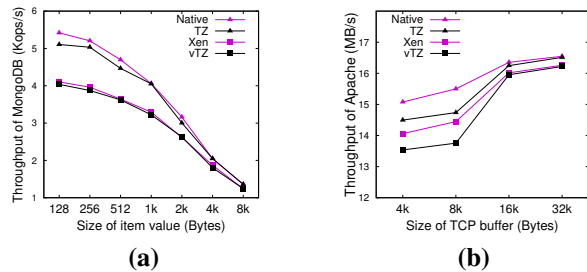 Throughput of MongoDB (Kops/s)
6
5
4
3
2
1
Native
TZ
Xen
vTZ
128 256 512 1k 2k 4k 8k
Size of item value (Bytes)
(a)
Throughput of Apache (MB/s)
18
17
16
15
14
13
12
Native
TZ
Xen
vTZ
4k 8k 16k 32k
Size of TCP buffer (Bytes)
(b)